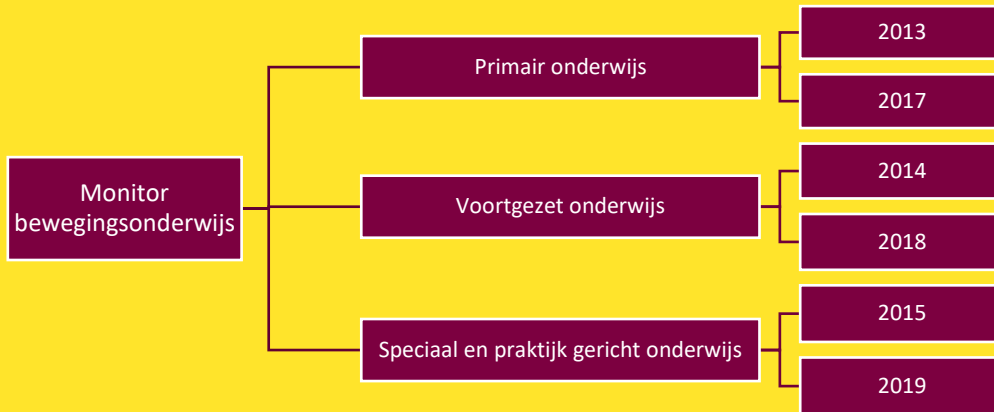 Monitor
bewegingsonderwijs
Primair onderwijs
2013
2017
Voortgezet onderwijs
2014
2018
Speciaal en praktijk gericht onderwijs
2015
2019